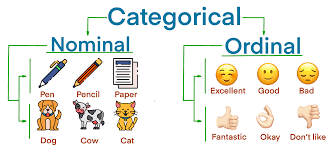 Categorical
Nominal
Ordinal
Pen Pencil Paper
Excellent Good Bad
Dog Cow Cat
Fantastic Okay Don't like